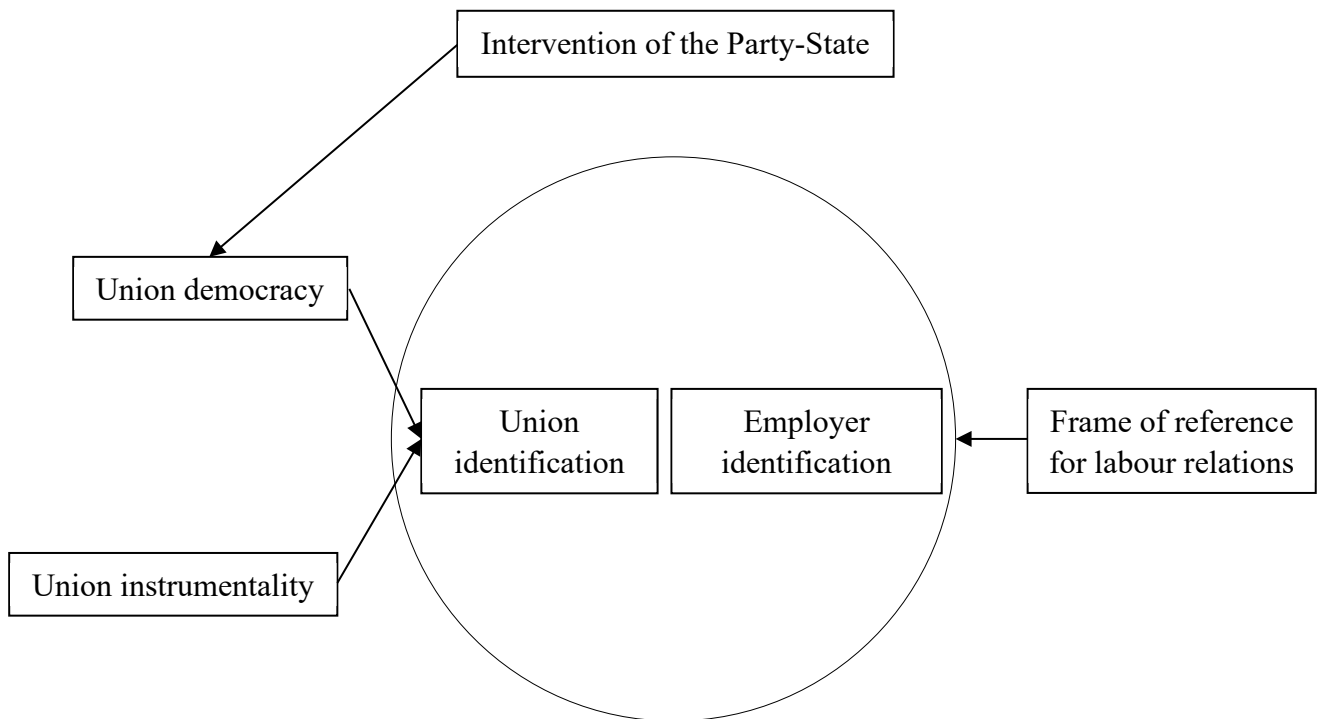 Intervention of the Party-State
Union democracy
Union
identification
Employer
identification
Frame of reference
for labour relations
Union instrumentality